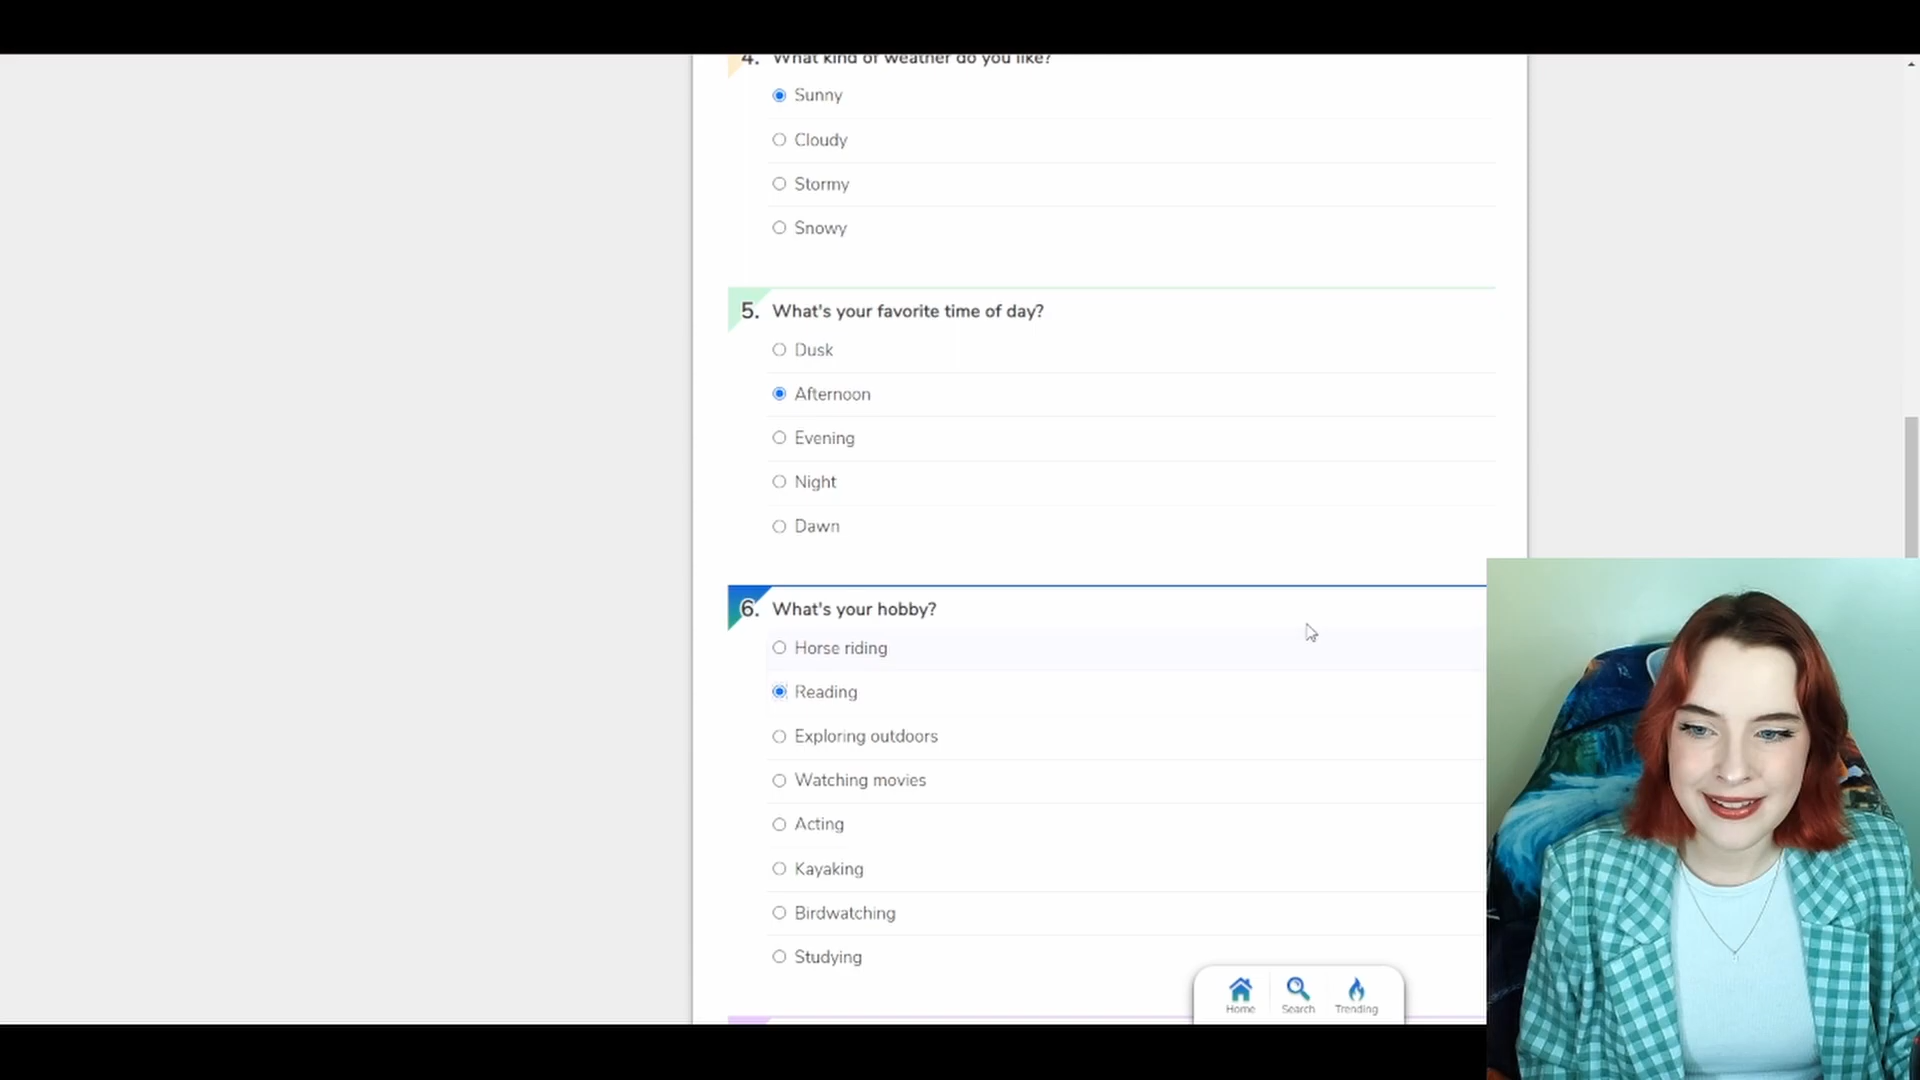 4. What kind of weather do you like?
Sunny
Cloudy
Stormy
Snowy
5. What's your favorite time of day?
Dusk
Afternoon
Evening
Night
Dawn
6. What's your hobby?
Horse riding
Reading
Exploring outdoors
Watching movies
Acting
Kayaking
Birdwatching
Studying
Home Search Trending